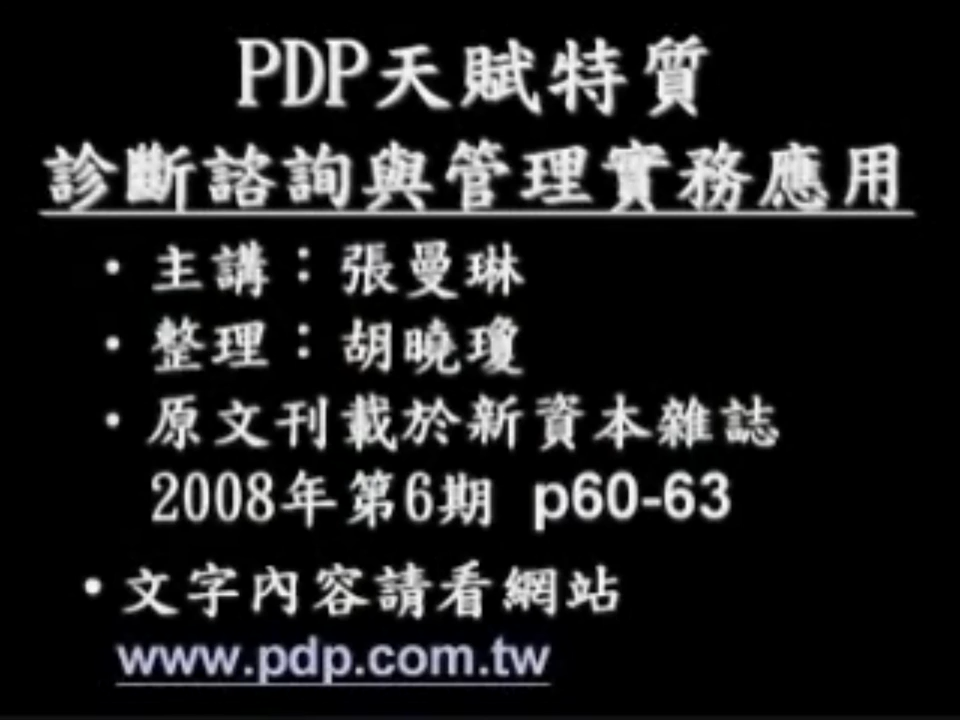 PDP天賦特質
診斷諮詢與管理實務應用
• 主講：張曼琳
• 整理：胡曉瓊
• 原文刊載於新資本雜誌
2008年第6期 p60-63
• 文字內容請看網站
www.pdp.com.tw